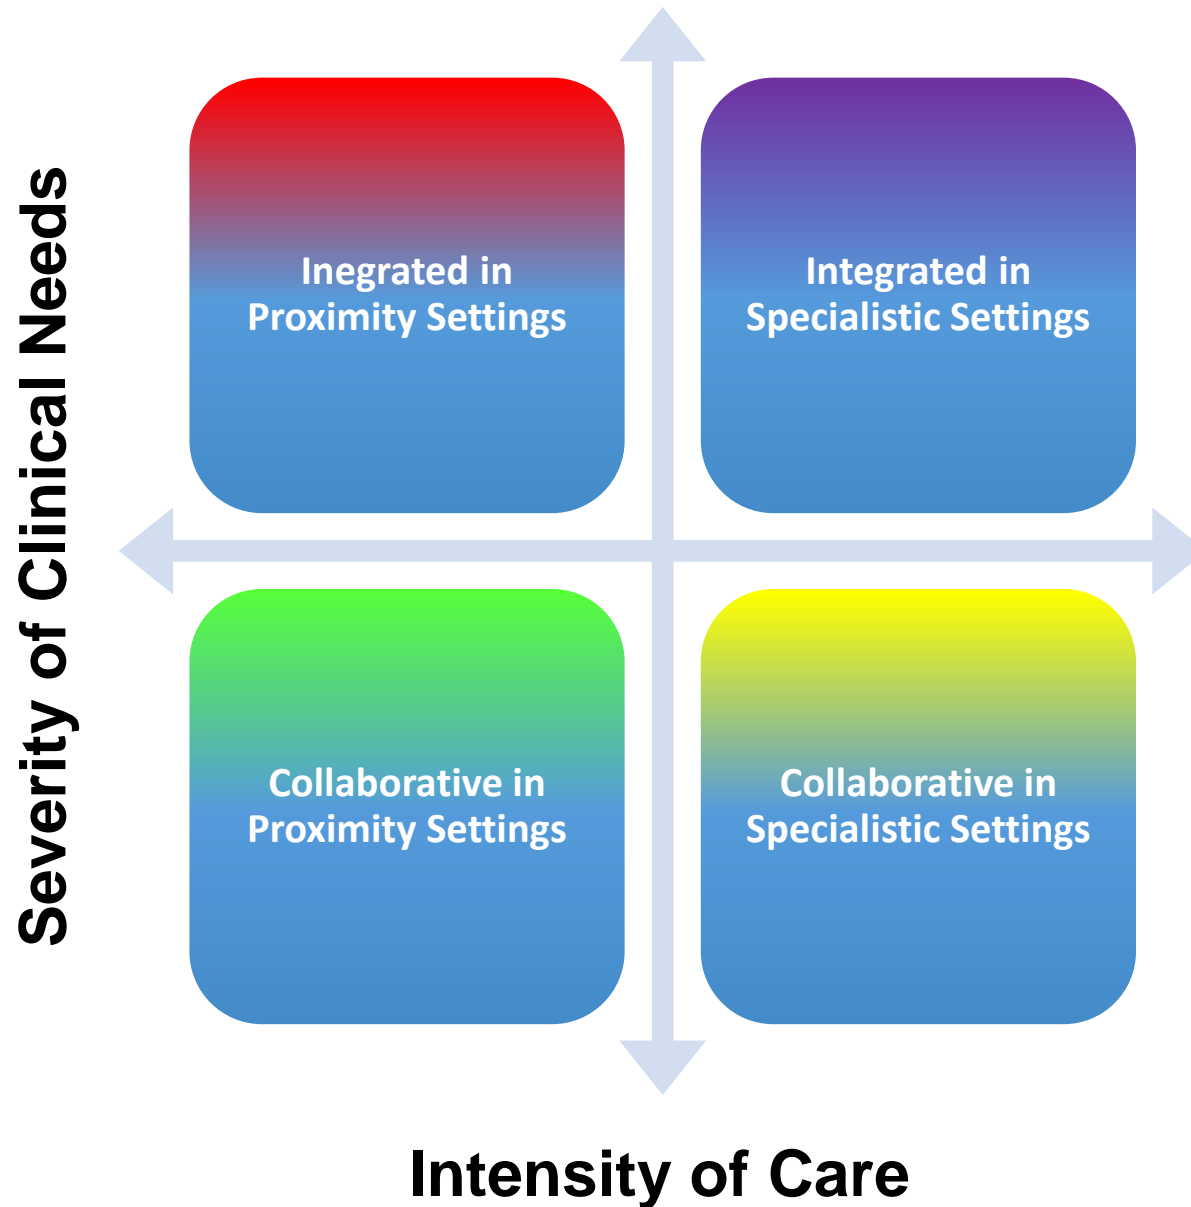 Severity of Clinical Needs
Inegrated in
Proximity Settings
Integrated in
Specialistic Settings
Collaborative in
Proximity Settings
Collaborative in
Specialistic Settings
Intensity of Care